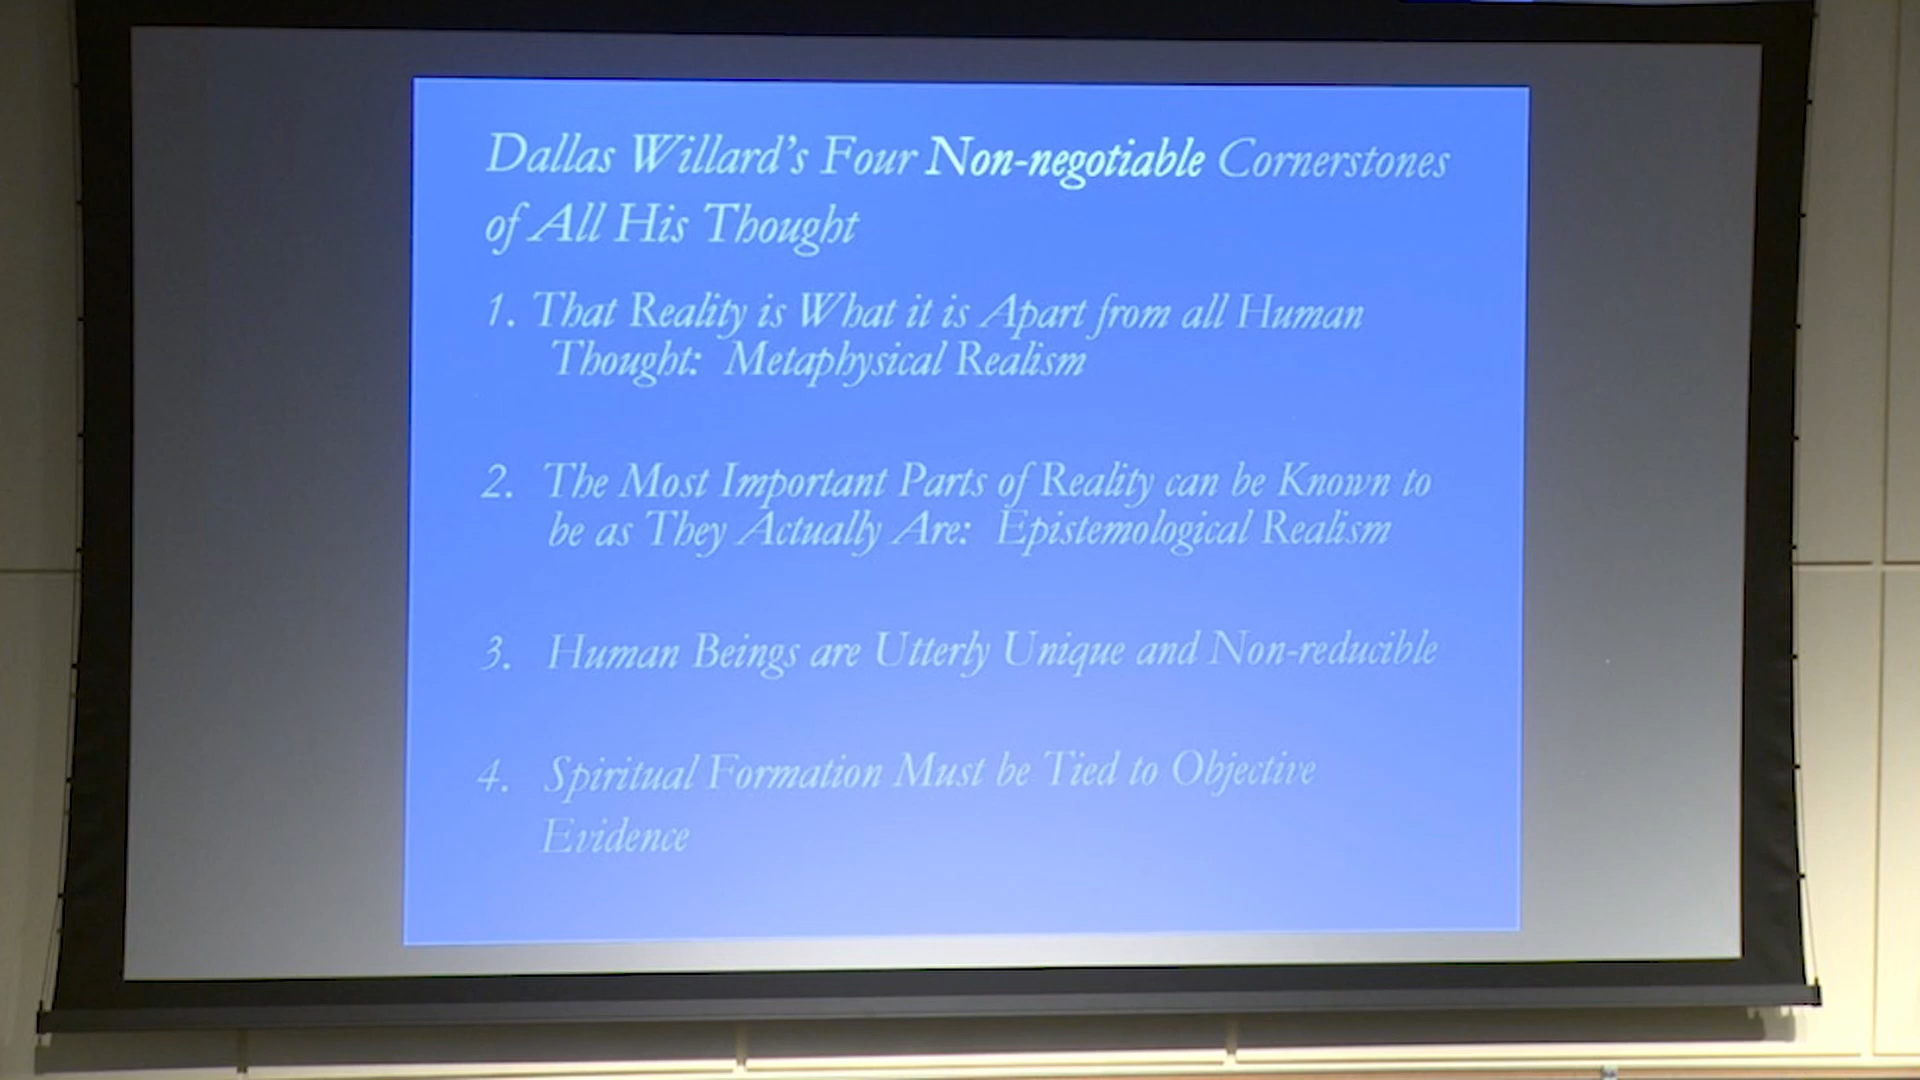 Dallas Willard's Four Non-negotiable Cornerstones
of All His Thought
1. That Reality is What it is Apart from all Human
Thought: Metaphysical Realism
2. The Most Important Parts of Reality can be Known to
be as They Actually Are: Epistemological Realism
3. Human Beings are Utterly Unique and Non-reducible
4. Spiritual Formation Must be Tied to Objective
Evidence